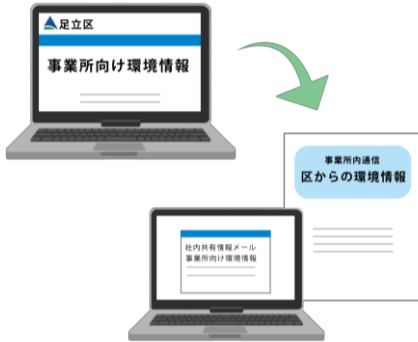 足立区
事業所向け環境情報
事業所内通信
区からの環境情報
社内共有情報メール
事業所向け環境情報